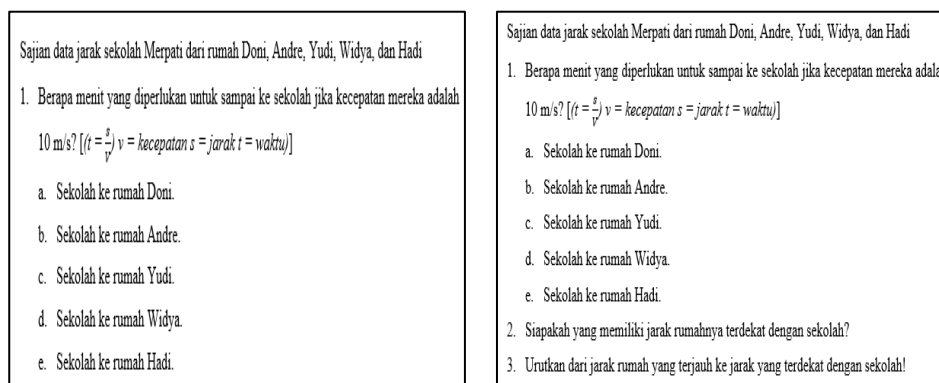 Sajian data jarak sekolah Merpati dari rumah Doni, Andre, Yudi, Widya, dan Hadi
1. Berapa menit yang diperlukan untuk sampai ke sekolah jika kecepatan mereka adalah
10 m/s? [(t = s/V) v = kecepatan s = jarak t = waktu)]
a. Sekolah ke rumah Doni.
b. Sekolah ke rumah Andre.
c. Sekolah ke rumah Yudi.
d. Sekolah ke rumah Widya.
e. Sekolah ke rumah Hadi.
Sajian data jarak sekolah Merpati dari rumah Doni, Andre, Yudi, Widya, dan Hadi
1. Berapa menit yang diperlukan untuk sampai ke sekolah jika kecepatan mereka adala
10 m/s? [(t = s/V) v = kecepatan s = jarak t = waktu)]
a. Sekolah ke rumah Doni.
b. Sekolah ke rumah Andre.
c. Sekolah ke rumah Yudi.
d. Sekolah ke rumah Widya.
e. Sekolah ke rumah Hadi.
2. Siapakah yang memiliki jarak rumahnya terdekat dengan sekolah?
3. Urutkan dari jarak rumah yang terjauh ke jarak yang terdekat dengan sekolah!